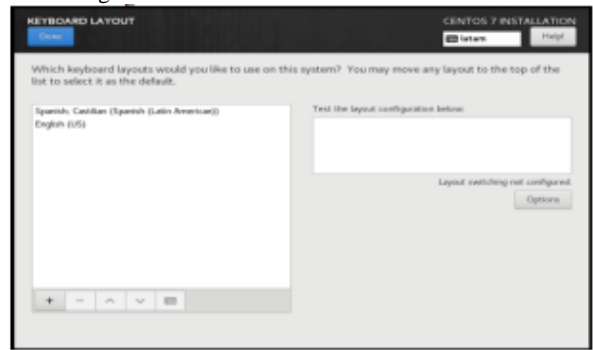 KEYBOARD LAYOUT
CENTOS 7 INSTALLATION
Done
latam
Help!
Which keyboard layouts would you like to use on this system? You may move any layout to the top of the
list to select it as the default.
Spanish; Castilian (Spanish (Latin American))
English (US)
Test the layout configuration below:
Layout switching not configured.
Options
+